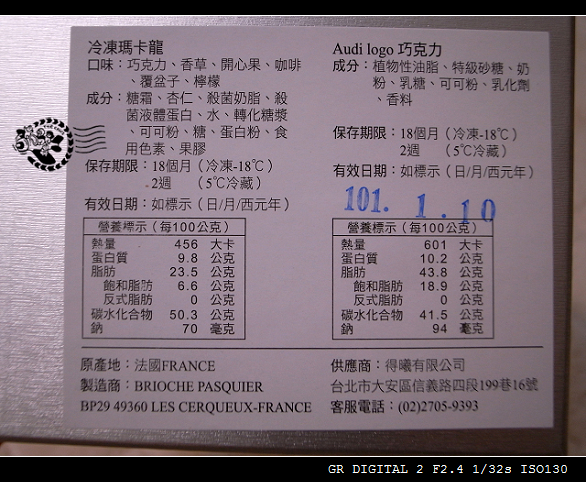 冷凍瑪卡龍
口味：巧克力、香草、開心果、咖啡
、覆盆子、檸檬
成分：糖霜、杏仁、殺菌奶脂、殺
菌液體蛋白、水、轉化糖漿
、可可粉、糖、蛋白粉、食
用色素、果膠
保存期限：18個月（冷凍-18℃）
2週 （5℃冷藏）
有效日期：如標示（日/月/西元年）
營養標示（每100公克）
熱量 456 大卡
蛋白質 9.8 公克
脂肪 23.5 公克
飽和脂肪 6.6 公克
反式脂肪 0 公克
碳水化合物 50.3 公克
鈉 70 毫克
Audi logo 巧克力
成分：植物性油脂、特級砂糖、奶
粉、乳糖、可可粉、乳化劑
、香料
保存期限：18個月（冷凍-18℃）
2週 （5℃冷藏）
有效日期：如標示（日/月/西元年）
101. 1.10
營養標示（每100公克）
熱量 601 大卡
蛋白質 10.2 公克
脂肪 43.8 公克
飽和脂肪 18.9 公克
反式脂肪 0 公克
碳水化合物 41.5 公克
鈉 94 毫克
原產地：法國FRANCE
製造商：BRIOCHE PASQUIER
BP29 49360 LES CERQUEUX-FRANCE
供應商：得曦有限公司
台北市大安區信義路四段199巷16號
客服電話：(02)2705-9393
GR DIGITAL 2 F2.4 1/32s ISO130